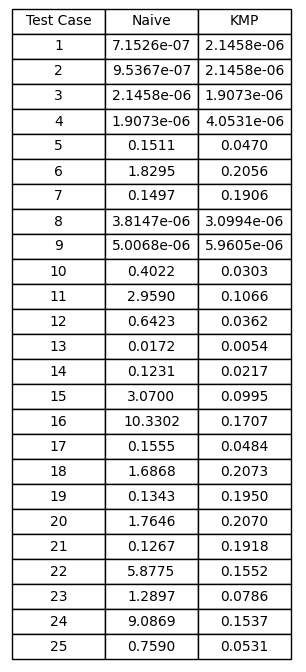 Test Case Naive KMP
1 7.1526e-07 2.1458e-06
2 9.5367e-07 2.1458e-06
3 2.1458e-06 1.9073e-06
4 1.9073e-06 4.0531e-06
5 0.1511 0.0470
6 1.8295 0.2056
7 0.1497 0.1906
8 3.8147e-06 3.0994e-06
9 5.0068e-06 5.9605e-06
10 0.4022 0.0303
11 2.9590 0.1066
12 0.6423 0.0362
13 0.0172 0.0054
14 0.1231 0.0217
15 3.0700 0.0995
16 10.3302 0.1707
17 0.1555 0.0484
18 1.6868 0.2073
19 0.1343 0.1950
20 1.7646 0.2070
21 0.1267 0.1918
22 5.8775 0.1552
23 1.2897 0.0786
24 9.0869 0.1537
25 0.7590 0.0531